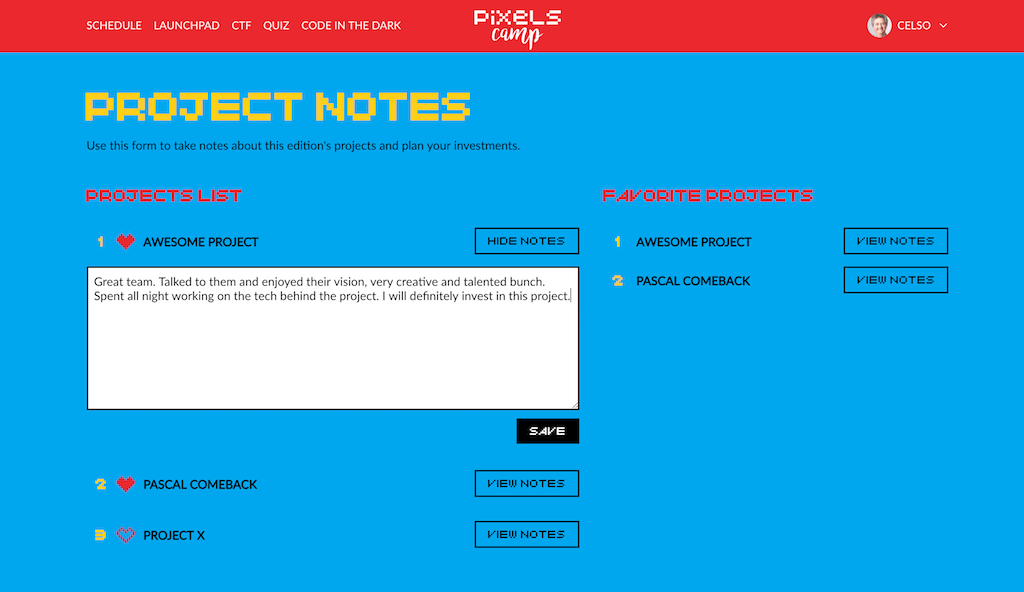 SCHEDULE LAUNCHPAD CTF QUIZ CODE IN THE DARK
PiXELS
camp
CELSO
PROJECT NOTES
Use this form to take notes about this edition's projects and plan your investments.
PROJECTS LIST
1 AWESOME PROJECT HIDE NOTES
Great team. Talked to them and enjoyed their vision, very creative and talented bunch.
Spent all night working on the tech behind the project. I will definitely invest in this project.
SAVE
2 PASCAL COMEBACK VIEW NOTES
3 PROJECT X VIEW NOTES
FAVORITE PROJECTS
1 AWESOME PROJECT VIEW NOTES
2 PASCAL COMEBACK VIEW NOTES